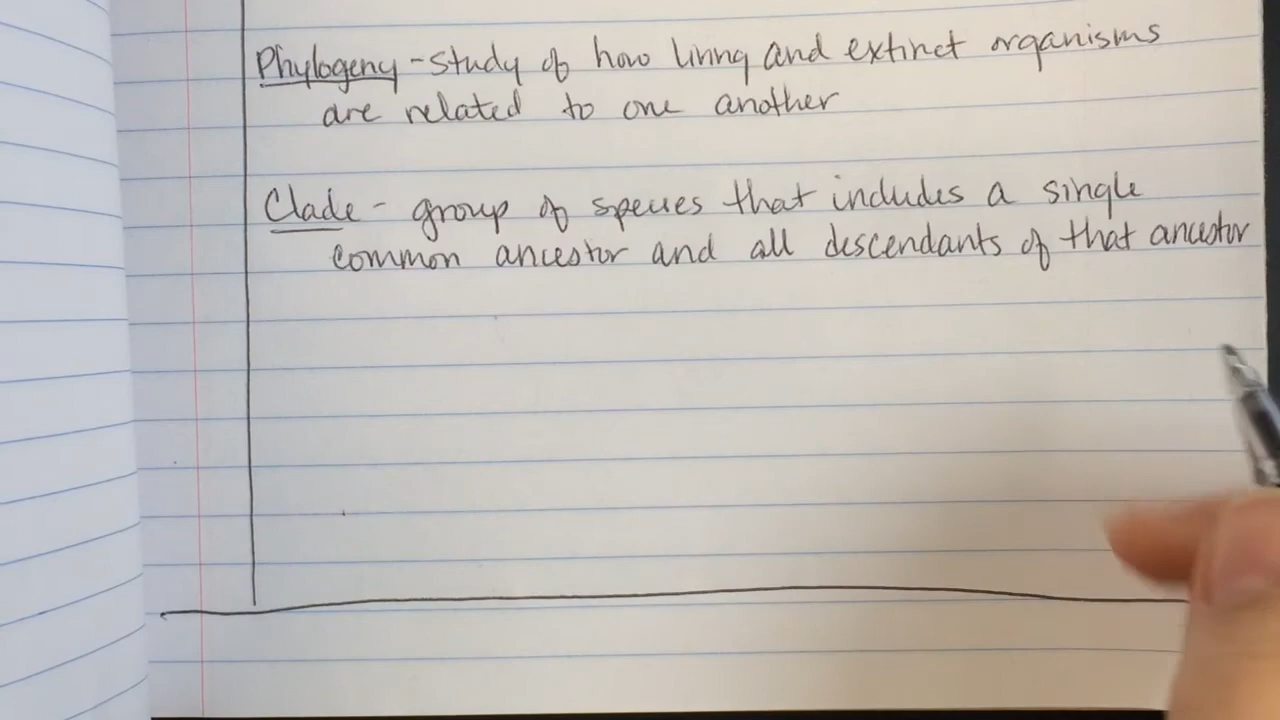 Phylogeny - study of how living and extinct organisms
are related to one another
Clade - group of species that includes a single
common ancestor and all descendants of that ancestor